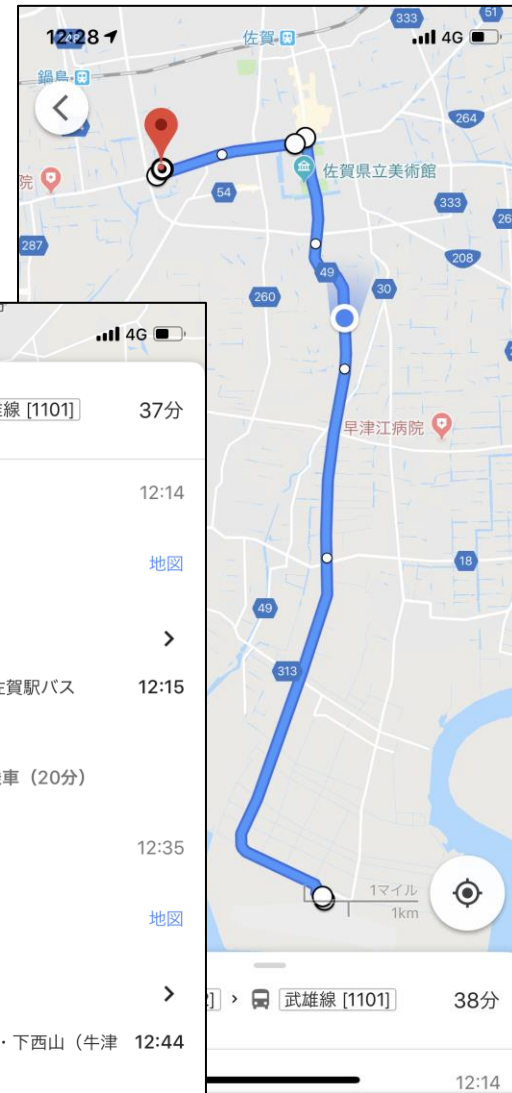 12:28
4G
佐賀
333
51
鍋島
264
院
佐賀県立美術館
54
333
26
287
208
49
30
260
早津江病院
18
49
313
1マイル
1km
武雄線 [1101]
38分
12:14
4G
線 [1101]
37分
12:14
地図
佐賀駅バス
12:15
車（20分）
12:35
地図
・下西山（牛津
12:44